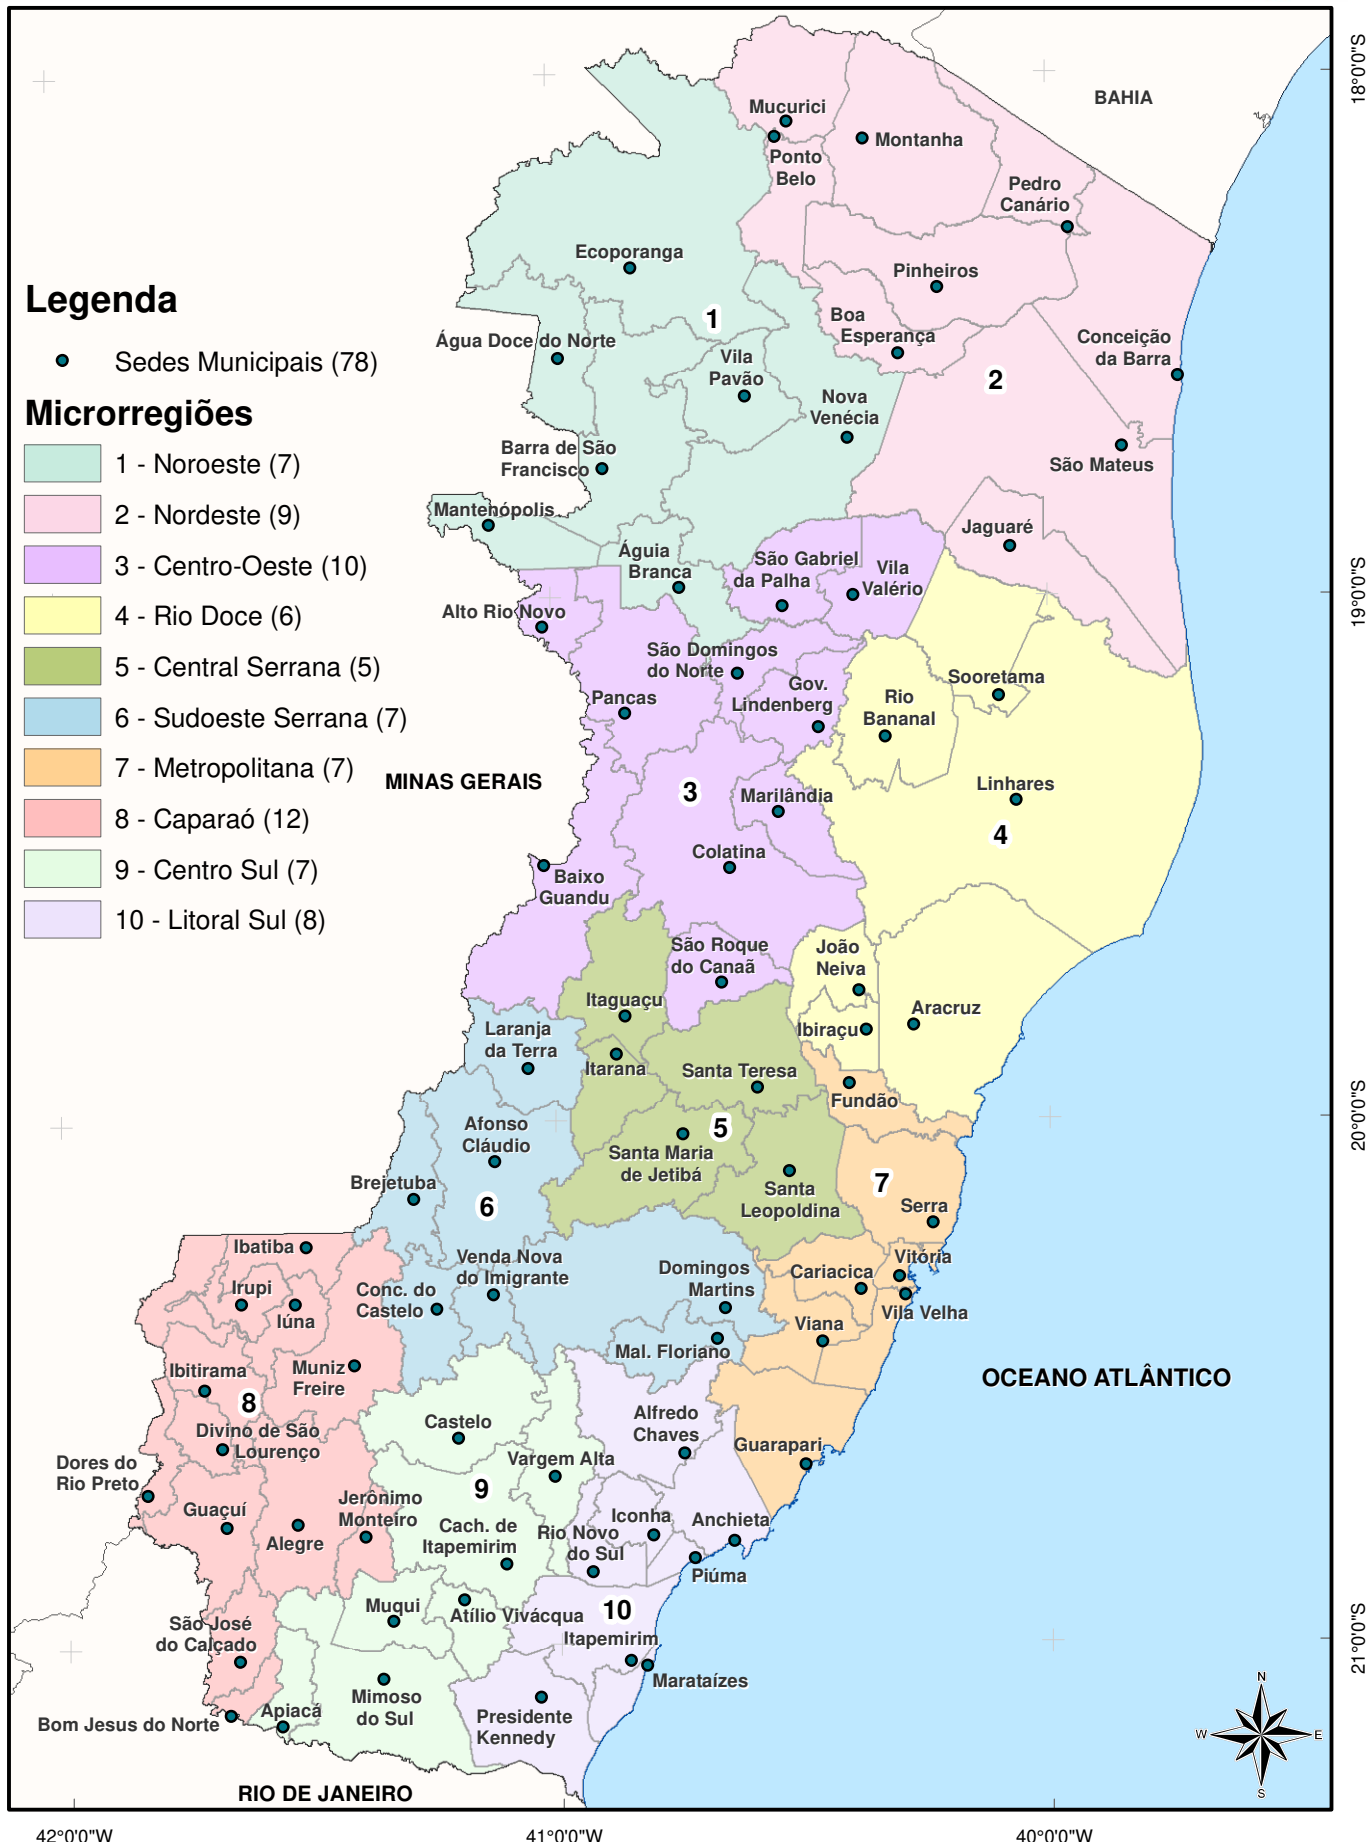 18°0'0"S
BAHIA
Mucurici
Montanha
Ponto
Belo
Pedro
Canário
Ecoporanga
Pinheiros
Legenda
Sedes Municipais (78)
Microrregiões
1 - Noroeste (7)
2 - Nordeste (9)
3 - Centro-Oeste (10)
4 - Rio Doce (6)
5 - Central Serrana (5)
6 - Sudoeste Serrana (7)
7 - Metropolitana (7)
8 - Caparaó (12)
9 - Centro Sul (7)
10 - Litoral Sul (8)
1
Boa
Esperança
Água Doce do Norte
Vila
Pavão
Conceição
da Barra
2
Nova
Venécia
Barra de São
Francisco
São Mateus
Mantenópolis
Jaguaré
Águia
Branca
São Gabriel
da Palha
Vila
Valério
19°0'0"S
Alto Rio Novo
São Domingos
do Norte
Gov.
Lindenberg
Sooretama
Pancas
Rio
Bananal
MINAS GERAIS
3
Marilândia
Linhares
4
Colatina
Baixo
Guandu
São Roque
do Canaã
João
Neiva
Itaguaçu
Ibiraçu
Aracruz
Laranja
da Terra
Itarana
Santa Teresa
Fundão
20°0'0"S
Afonso
Cláudio
5
Santa Maria
de Jetibá
Brejetuba
6
Santa
Leopoldina
7
Serra
Ibatiba
Venda Nova
do Imigrante
Domingos
Martins
Cariacica
Vitória
Irupi
Iúna
Conc. do
Castelo
Vila Velha
Viana
Mal. Floriano
Ibitirama
Muniz
Freire
OCEANO ATLÂNTICO
8
Castelo
Alfredo
Chaves
Divino de São
Lourenço
Guarapari
Dores do
Rio Preto
Vargem Alta
9
Guaçuí
Jerônimo
Monteiro
Alegre
Cach. de
Itapemirim
Rio Novo
do Sul
Iconha
Anchieta
Piúma
Muqui
Atílio Vivácqua
10
São José
do Calçado
Itapemirim
21°0'0"S
Marataízes
Mimoso
do Sul
Bom Jesus do Norte
Apiacá
Presidente
Kennedy
N
W
E
S
RIO DE JANEIRO
42°0'0"W
41°0'0"W
40°0'0"W